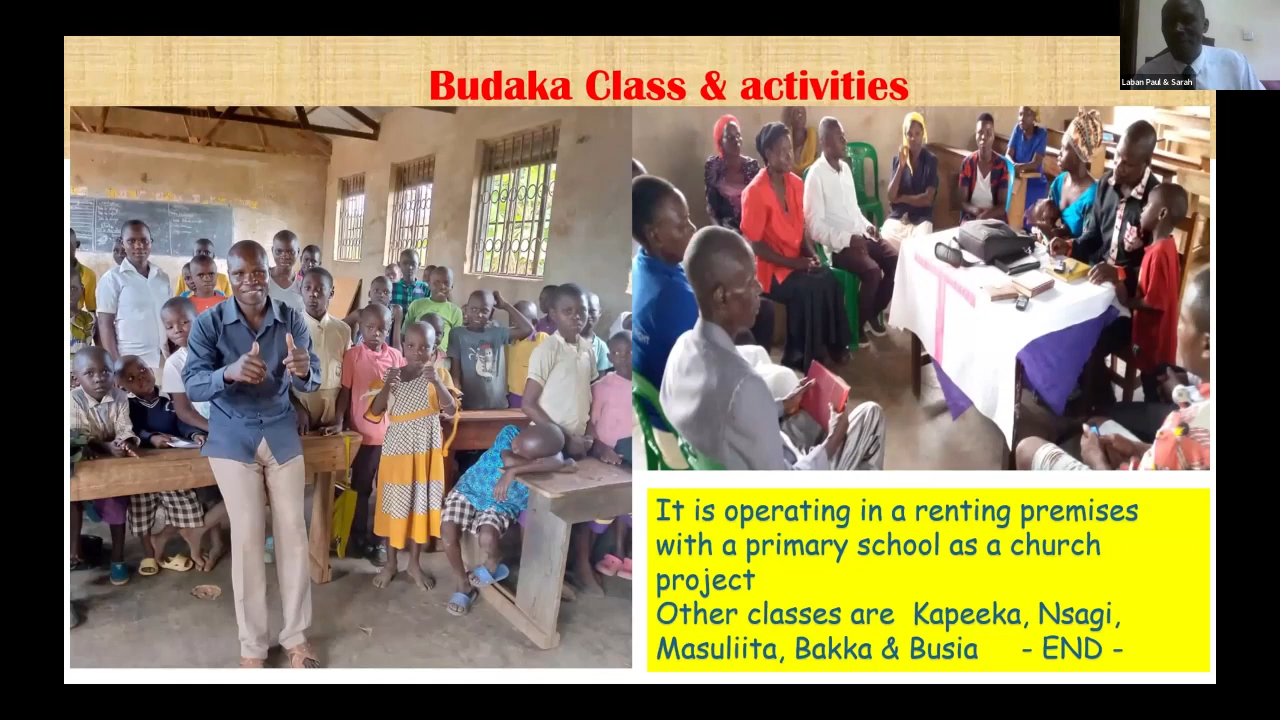 Laban Paul & Sarah
Budaka Class & activities
It is operating in a renting premises
with a primary school as a church
project
Other classes are Kapeeka, Nsagi,
Masuliita, Bakka & Busia - END -